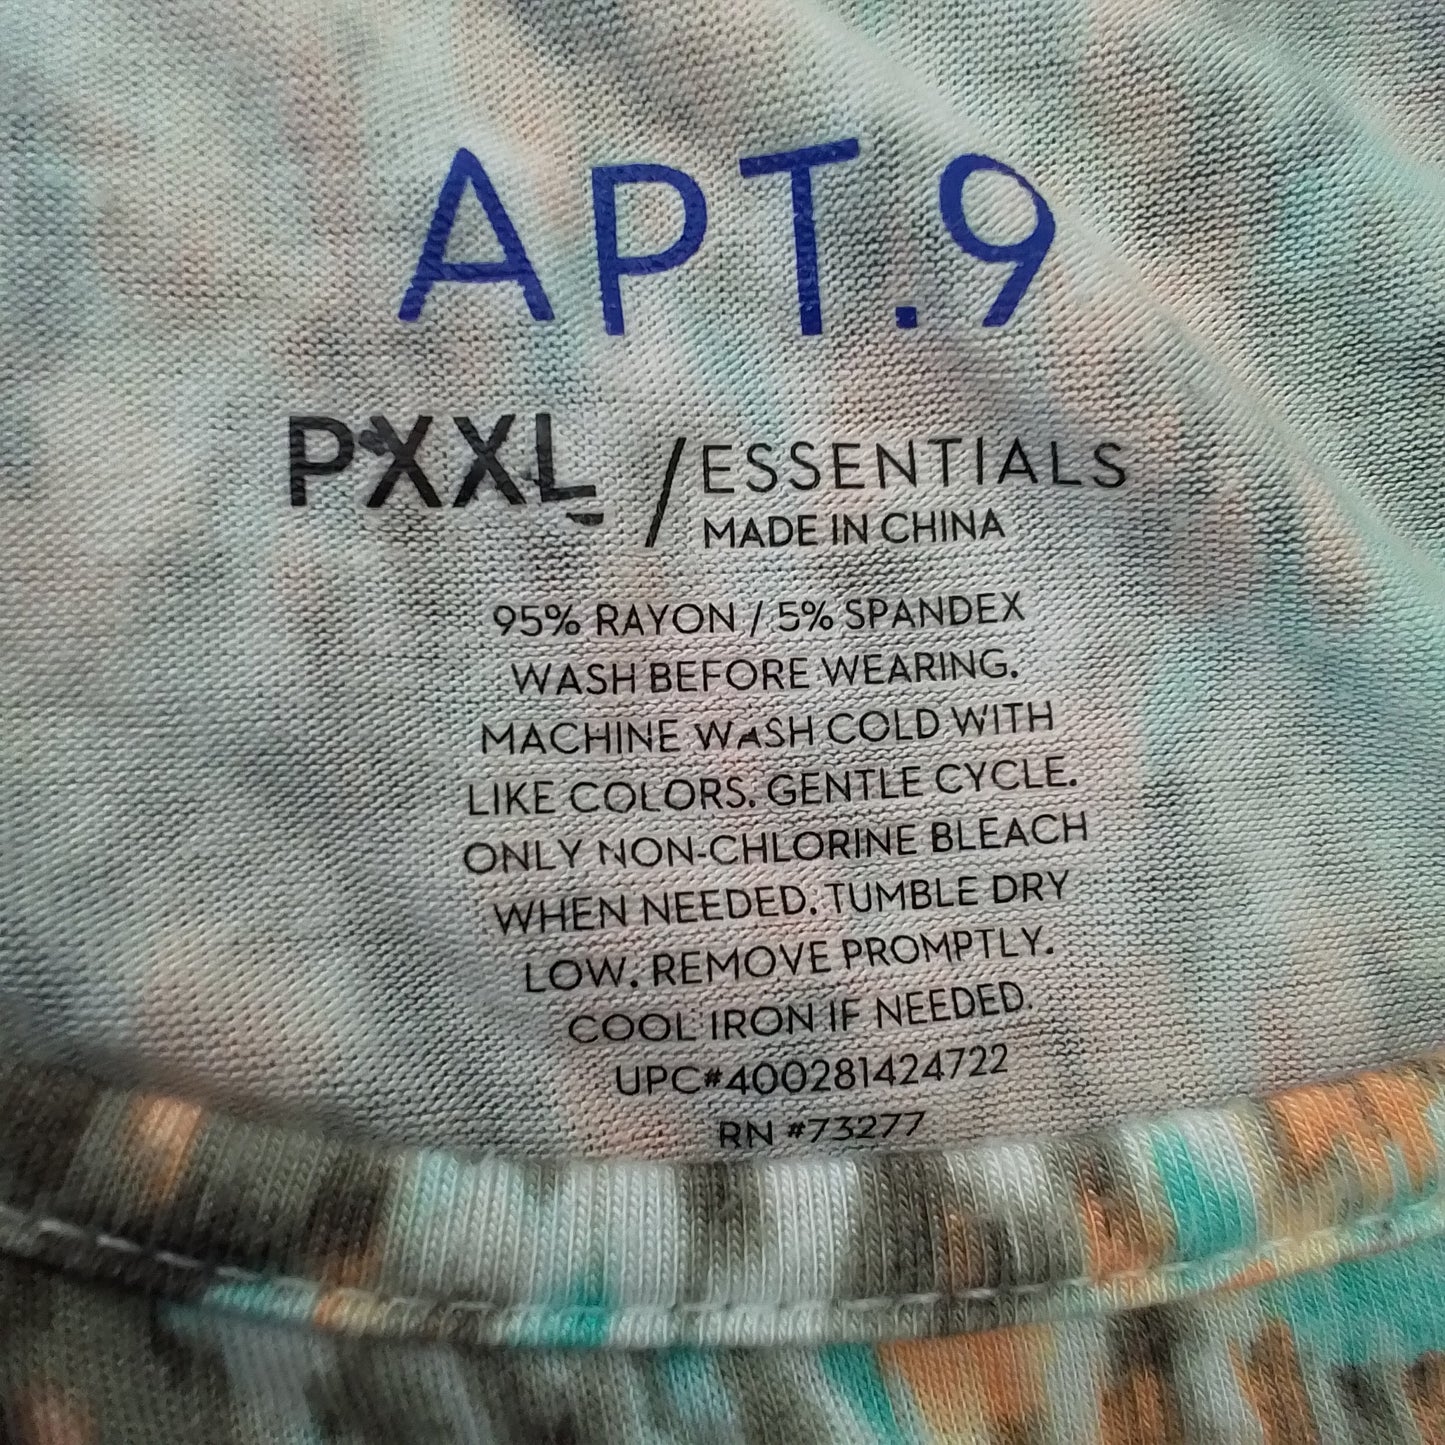 APT.9
PXXL / ESSENTIALS
MADE IN CHINA
95% RAYON / 5% SPANDEX
WASH BEFORE WEARING.
MACHINE WASH COLD WITH
LIKE COLORS. GENTLE CYCLE.
ONLY NON-CHLORINE BLEACH
WHEN NEEDED. TUMBLE DRY
LOW. REMOVE PROMPTLY.
COOL IRON IF NEEDED.
UPC#400281424722
RN #73277